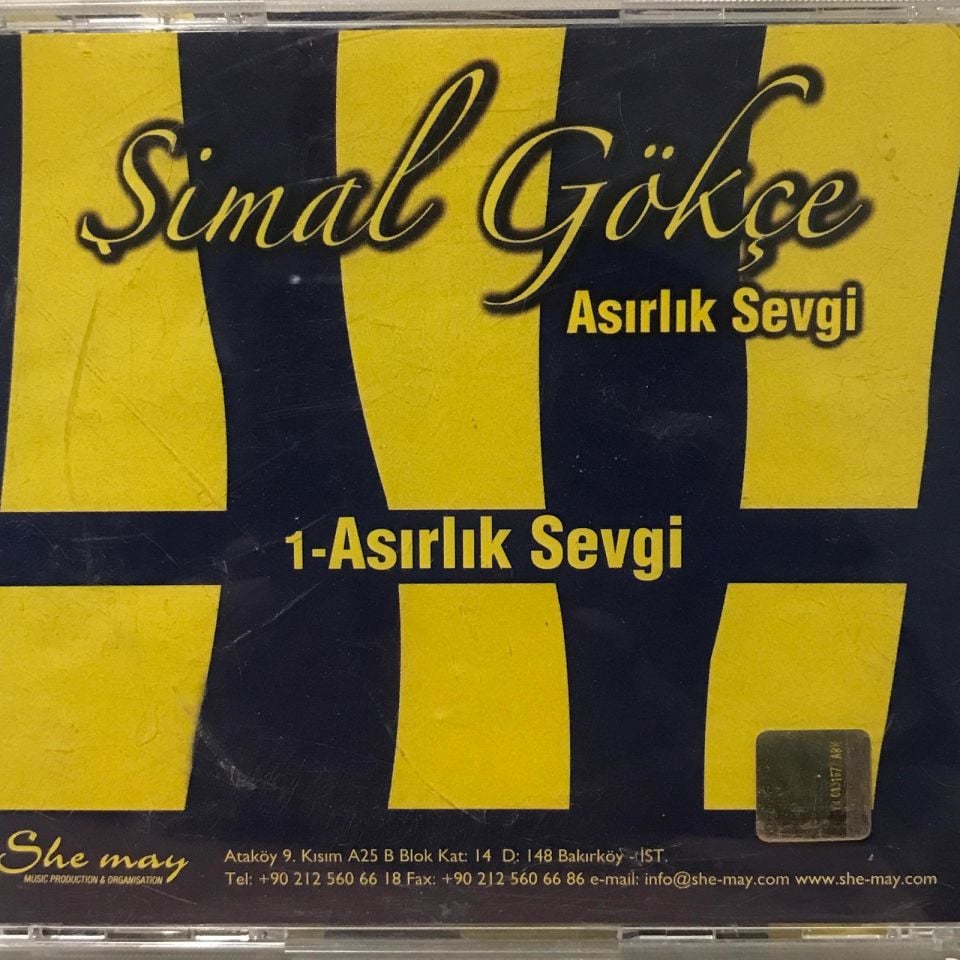 Şimal Gökçe
Asırlık Sevgi
1-Asırlık Sevgi
She may
MUSIC PRODUCTION & ORGANISATION
Ataköy 9. Kısım A25 B Blok Kat: 14 D: 148 Bakırköy - İST.
Tel: +90 212 560 66 18 Fax: +90 212 560 66 86 e-mail: info@she-may.com www.she-may.com